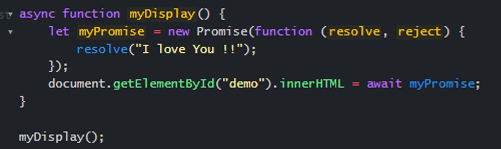 async function myDisplay() {
    let myPromise = new Promise(function (resolve, reject) {
        resolve("I love You !!");
    });
    document.getElementById("demo").innerHTML = await myPromise;
}

myDisplay();